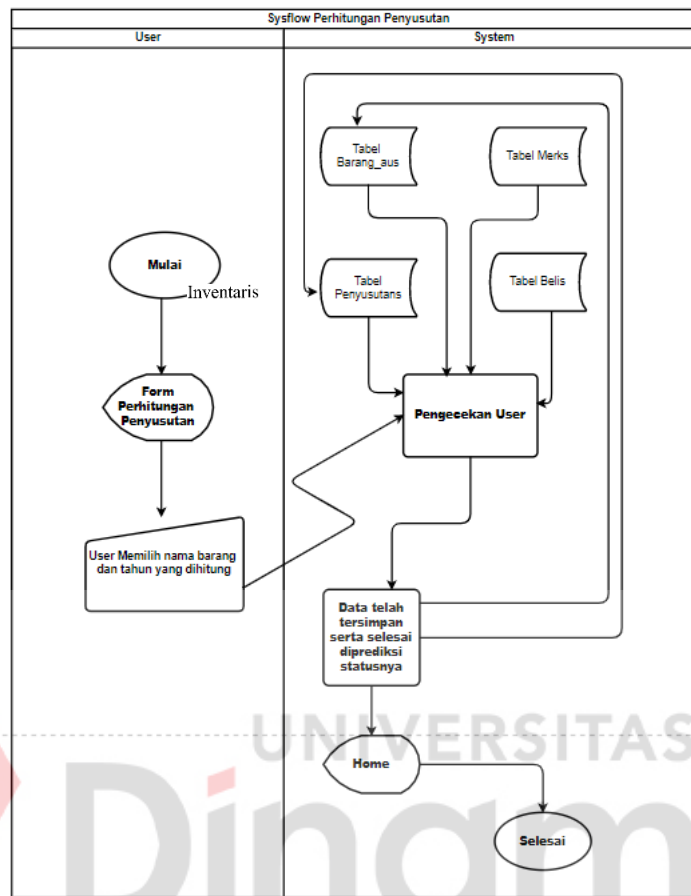 Sysflow Perhitungan Penyusutan
User
System
Tabel
Barang_aus
Tabel Merks
Mulai
Inventaris
Tabel
Penyusutans
Tabel Belis
Form
Perhitungan
Penyusutan
Pengecekan User
User Memilih nama barang
dan tahun yang dihitung
Data telah
tersimpan
serta selesai
diprediksi
statusnya
Home
Selesai
UNIVERSITAS
Dinam